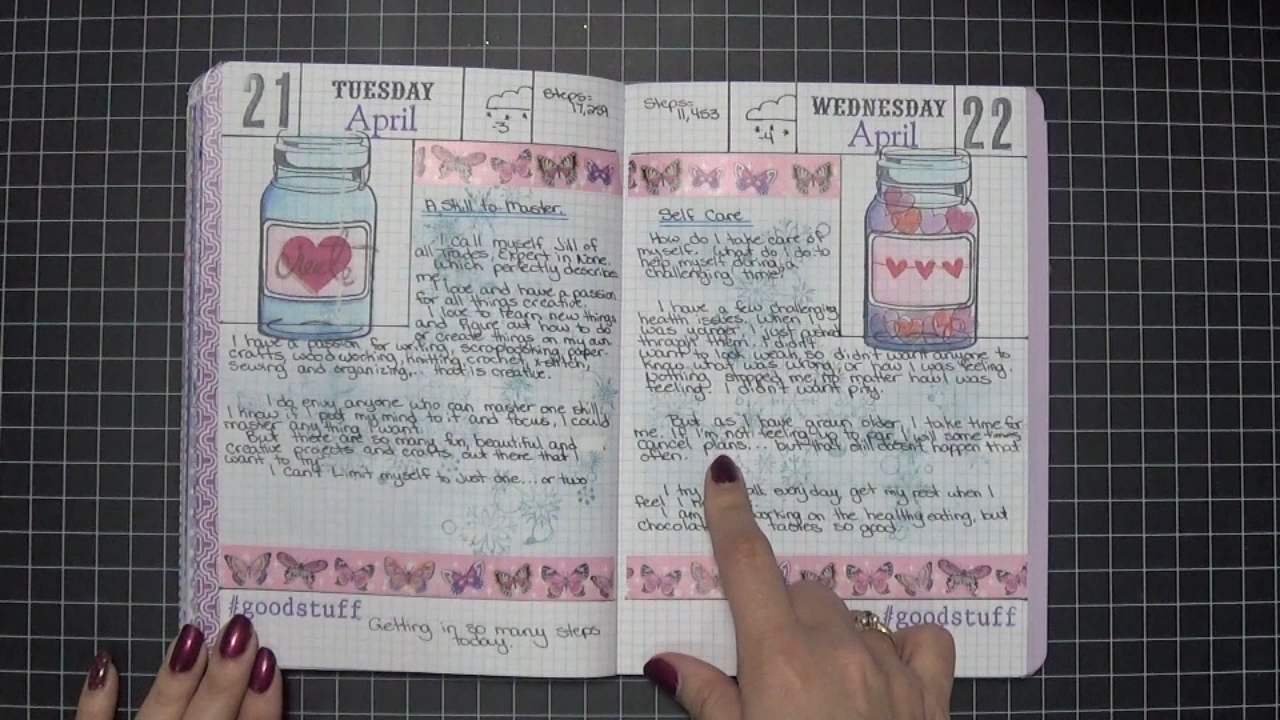 21
TUESDAY
April
-3
Steps=
17,259
A Skill to Master.
I call myself Jill of
all Trades, Expert in None.
Which perfectly describe
me.
I love and have a passion
for all things creative.
I love to learn new things
and figure out how to do
or create things on my own
I have a passion for writing, scrapbooking, paper-
crafts, wood working, knitting, crochet, x-stitch,
sewing and organizing... that is creative.
I do envy anyone who can master one skill.
I know if I put my mind to it and focus, I could
master anything I want.
But there are so many fun, beautiful and
creative projects and crafts out there that I
want to try.
I can't Limit myself to just one... or two
#goodstuff
Getting in so many steps
today.
Steps=
11,453
-4
WEDNESDAY
April
22
Self Care
How do I take care of
myself. What do I do to
help myself during a
challenging time?
I have a few challenging
health issues. When I
was younger, I just pushed
through them. I didn't
want to look weak, so didn't want anyone to
know what was wrong, or how I was feeling.
Nothing stopped me, no matter how I was
feeling. I didn't want pity.
But as I have grown older, I take time for
me. If I'm not feeling up to par I will sometimes
cancel plans... but that still doesn't happen that
often.
I try alk everyday, get my rest when I
feel I
I am working on the healthy eating, but
chocolat tastes so good
#goodstuff